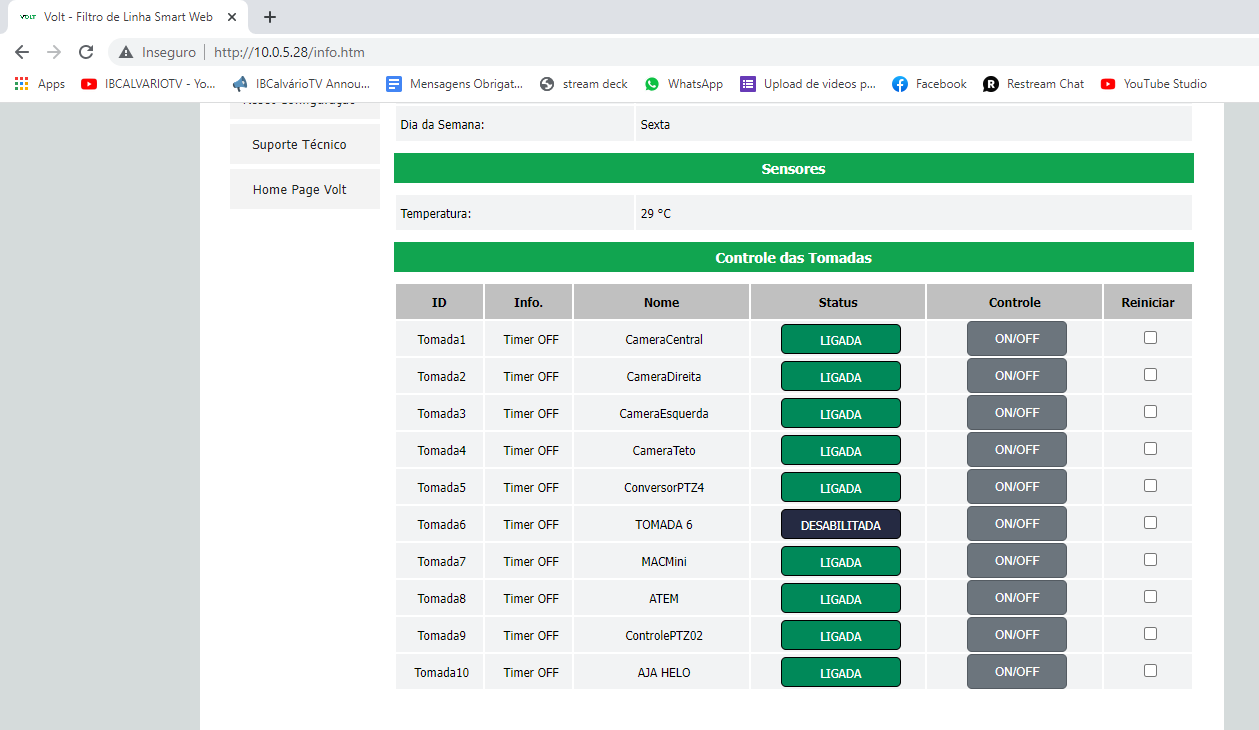 VOLT Volt - Filtro de Linha Smart Web
Inseguro | http://10.0.5.28/info.htm
Apps IBCALVARIOTV - Yo... IBCalvárioTV Annou... Mensagens Obrigat... stream deck WhatsApp Upload de videos p... Facebook R Restream Chat YouTube Studio
Reset Configuração
Suporte Técnico
Home Page Volt
Dia da Semana: Sexta
Sensores
Temperatura: 29 °C
Controle das Tomadas
ID Info. Nome Status Controle Reiniciar
Tomada1 Timer OFF CameraCentral LIGADA ON/OFF
Tomada2 Timer OFF CameraDireita LIGADA ON/OFF
Tomada3 Timer OFF CameraEsquerda LIGADA ON/OFF
Tomada4 Timer OFF CameraTeto LIGADA ON/OFF
Tomada5 Timer OFF ConversorPTZ4 LIGADA ON/OFF
Tomada6 Timer OFF TOMADA 6 DESABILITADA ON/OFF
Tomada7 Timer OFF MACMini LIGADA ON/OFF
Tomada8 Timer OFF ATEM LIGADA ON/OFF
Tomada9 Timer OFF ControlePTZ02 LIGADA ON/OFF
Tomada10 Timer OFF AJA HELO LIGADA ON/OFF